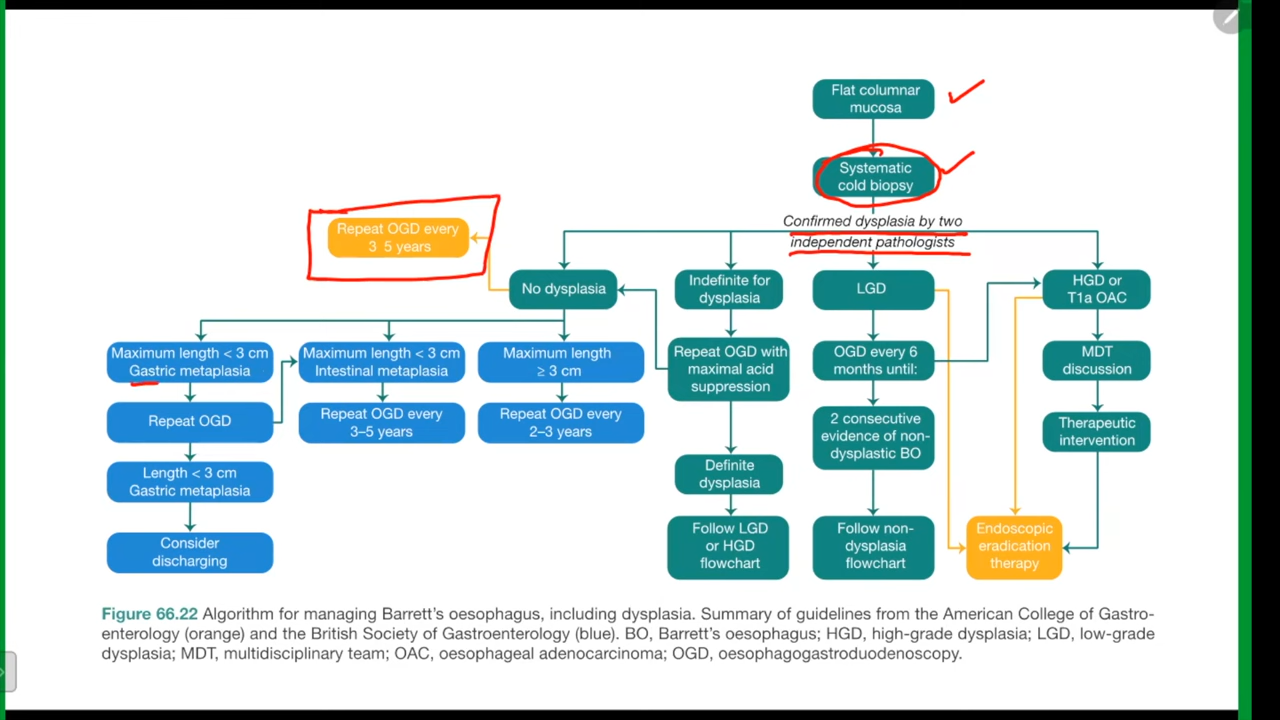 Flat columnar
mucosa
Systematic
cold biopsy
Confirmed dysplasia by two
independent pathologists
Repeat OGD every
3 5 years
No dysplasia
Indefinite for
dysplasia
LGD
HGD or
T1a OAC
Maximum length < 3 cm
Gastric metaplasia
Maximum length < 3 cm
Intestinal metaplasia
Maximum length
≥ 3 cm
Repeat OGD with
maximal acid
suppression
OGD every 6
months until:
MDT
discussion
Repeat OGD
Repeat OGD every
3–5 years
Repeat OGD every
2–3 years
2 consecutive
evidence of non-
dysplastic BO
Therapeutic
intervention
Length < 3 cm
Gastric metaplasia
Definite
dysplasia
Consider
discharging
Follow LGD
or HGD
flowchart
Follow non-
dysplasia
flowchart
Endoscopic
eradication
therapy
Figure 66.22 Algorithm for managing Barrett's oesophagus, including dysplasia. Summary of guidelines from the American College of Gastro-
enterology (orange) and the British Society of Gastroenterology (blue). BO, Barrett's oesophagus; HGD, high-grade dysplasia; LGD, low-grade
dysplasia; MDT, multidisciplinary team; OAC, oesophageal adenocarcinoma; OGD, oesophagogastroduodenoscopy.